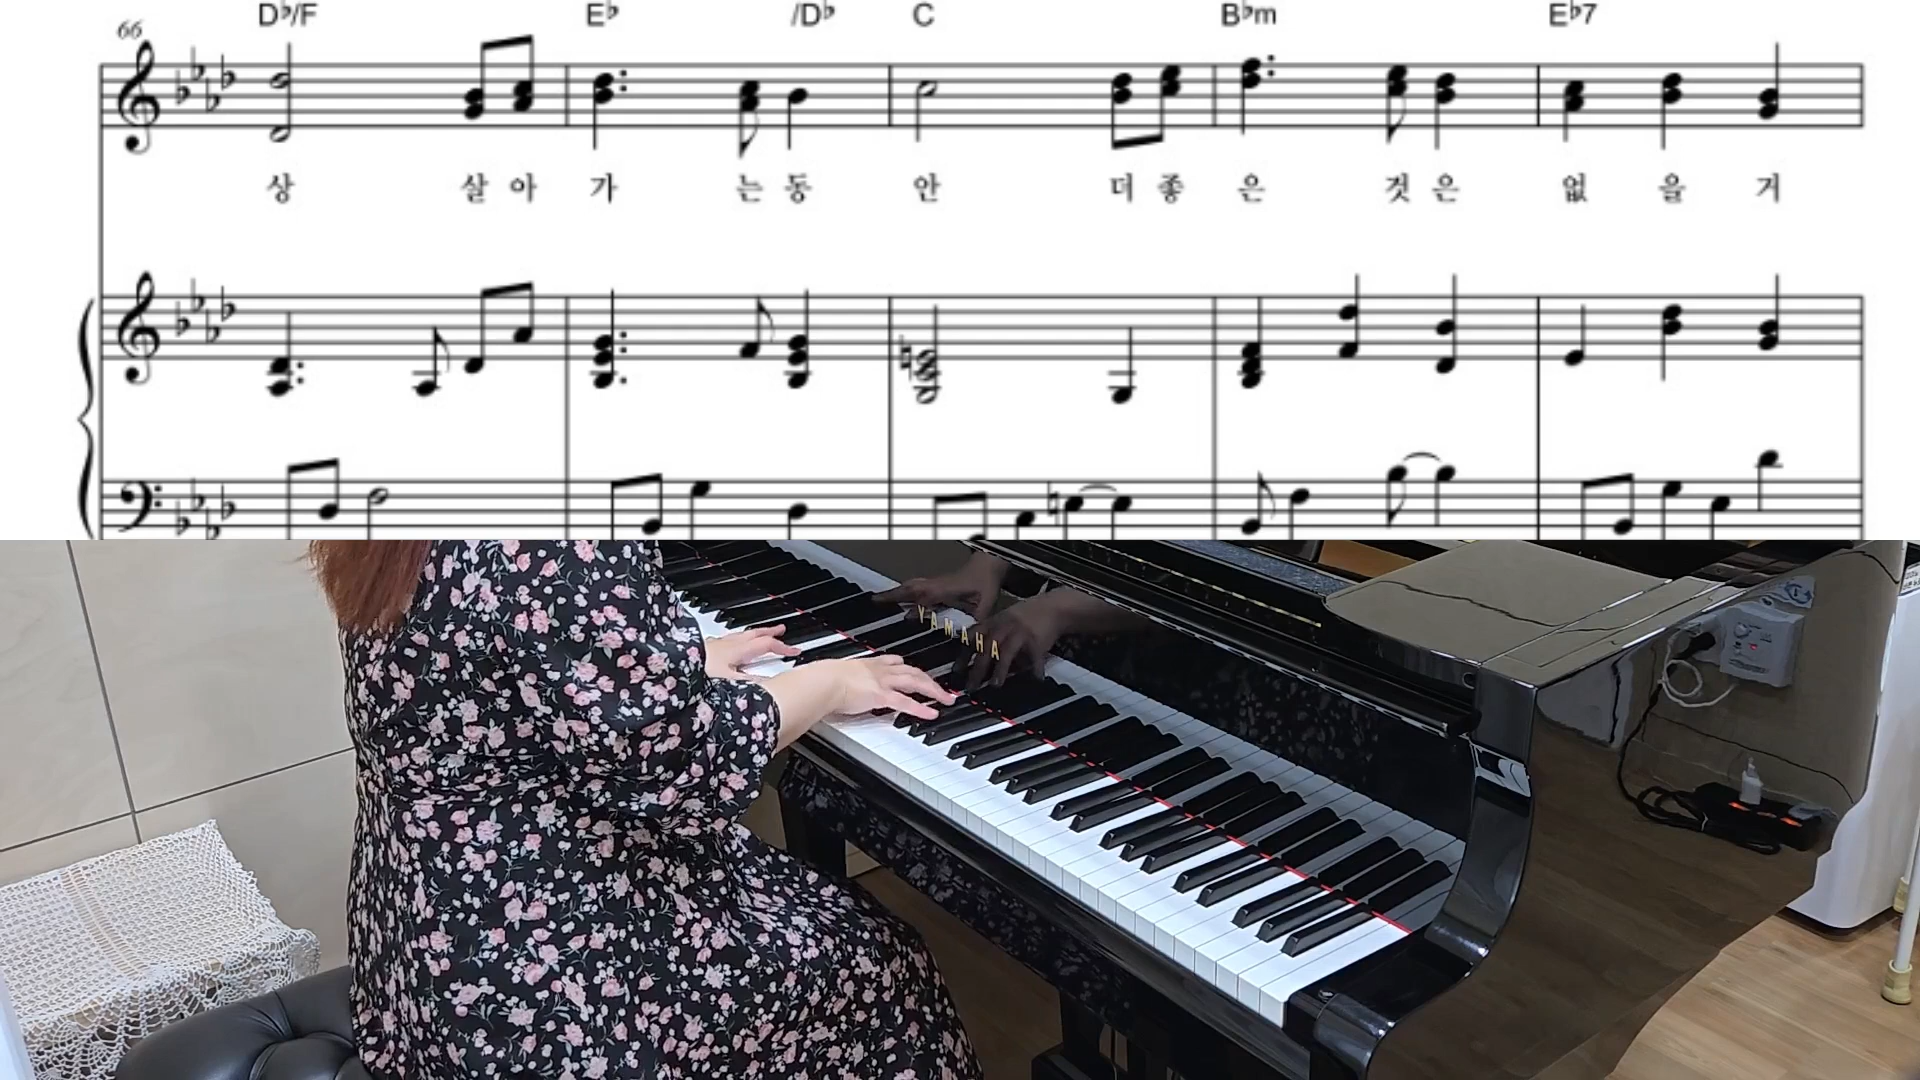 66
D♭/F E♭ /D♭ C B♭m E♭7
상 살 아 가 는 동 안 더 좋 은 것 은 없 을 거
YAMAHA